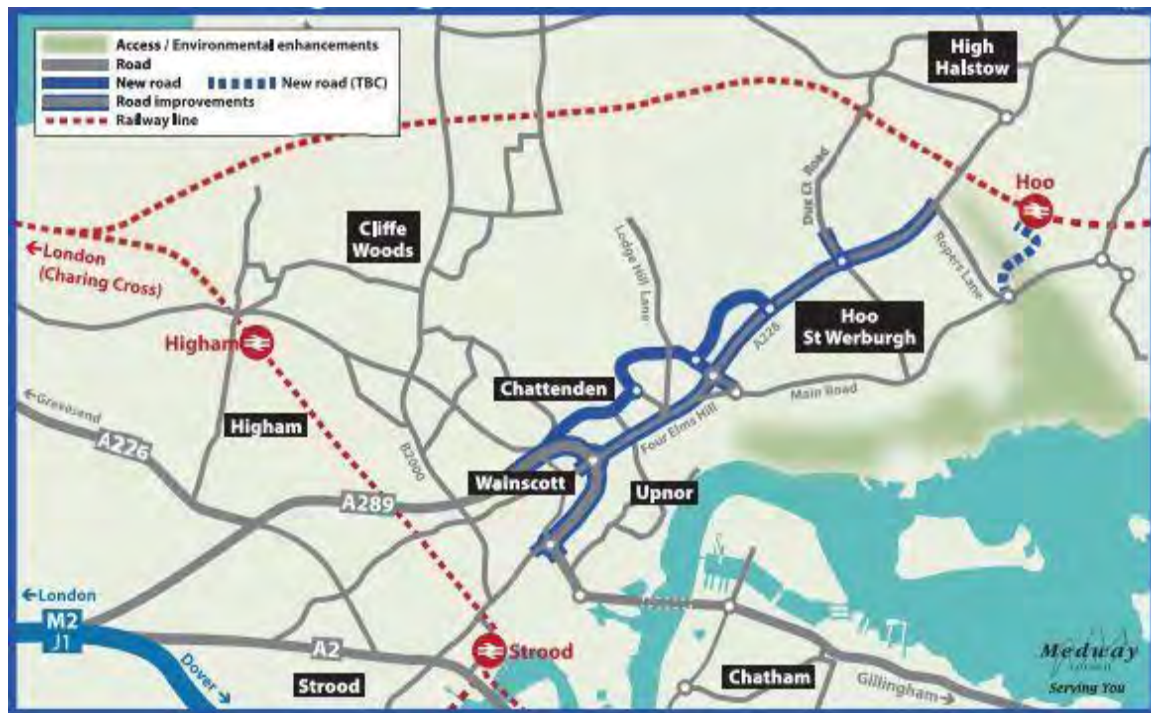 Access / Environmental enhancements
Road
New road
New road (TBC)
Road improvements
Railway line
High
Halstow
Hoo
Dux Ct Road
Cliffe
Woods
Lodge Hill Lane
Ropers Lane
←London
(Charing Cross)
Higham
Hoo
St Werburgh
A226
Chattenden
Main Road
←Gravesend
Higham
Four Elms Hill
A226
B2000
Wainscott
Upnor
A289
←London
M2
J1
A2
Strood
Dover→
Strood
Chatham
Gillingham→
Medway
Serving You